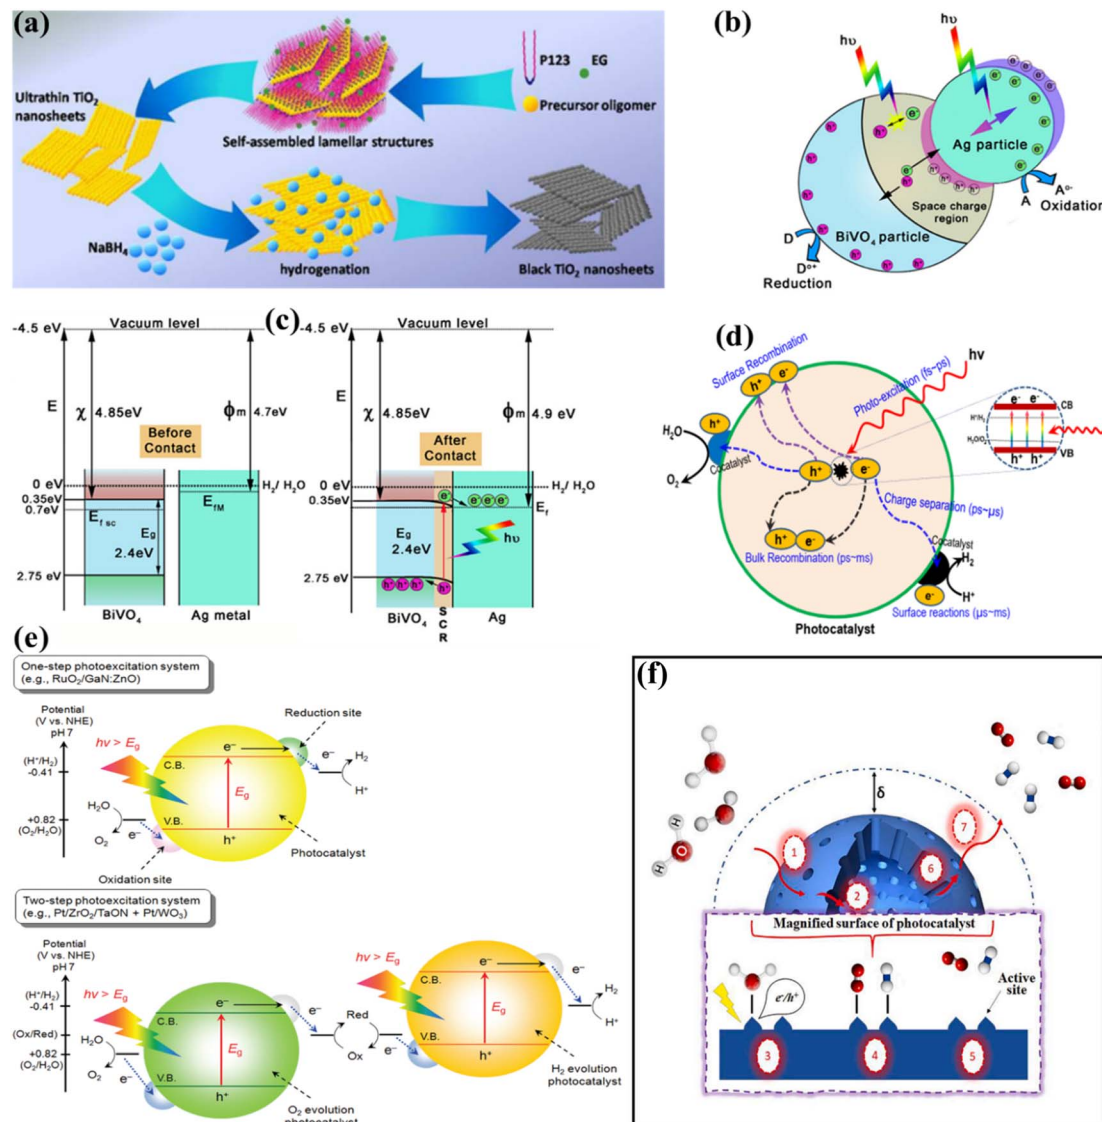 (a)
P123
EG
Precursor oligomer
Ultrathin TiO₂
nanosheets
Self-assembled lamellar structures
NaBH₄
hydrogenation
Black TiO₂ nanosheets
(b)
hυ
hυ
h⁺
e⁻
Ag particle
Space charge
region
BiVO₄ particle
A
A°⁻
Oxidation
D
D°⁺
Reduction
(c)
-4.5 eV
Vacuum level
E
χ
4.85eV
ϕm
4.7eV
Before
Contact
0 eV
H₂/ H₂O
0.35eV
0.7eV
E f sc
EfM
Eg
2.4eV
2.75 eV
BiVO₄
Ag metal
-4.5 eV
Vacuum level
E
χ
4.85eV
ϕm
4.9 eV
After
Contact
0 eV
H₂/ H₂O
0.35eV
e⁻ e⁻ e⁻ e⁻
Ef
Eg
2.4eV
hυ
2.75 eV
h⁺ h⁺ h⁺ h⁺
BiVO₄
S
C
R
Ag
(d)
Surface Recombination
h⁺ e⁻
Photo-excitation (fs~ps)
hv
e⁻ e⁻
CB
H⁺/H₂
H₂O/O₂
VB
h⁺ h⁺
h⁺
H₂O
O₂
Cocatalyst
h⁺
e⁻
Charge separation (ps~µs)
h⁺ e⁻
Bulk Recombination (ps~ms)
Cocatalyst
H₂
H⁺
e⁻
Surface reactions (µs~ms)
Photocatalyst
(e)
One-step photoexcitation system
(e.g., RuO₂/GaN:ZnO)
Potential
(V vs. NHE)
pH 7
(H⁺/H₂)
-0.41
+0.82
(O₂/H₂O)
hv > Eg
C.B.
e⁻
Reduction site
e⁻
H₂
H⁺
Eg
H₂O
O₂
e⁻
V.B.
h⁺
Photocatalyst
Oxidation site
Two-step photoexcitation system
(e.g., Pt/ZrO₂/TaON + Pt/WO₃)
Potential
(V vs. NHE)
pH 7
(H⁺/H₂)
-0.41
(Ox/Red)
+0.82
(O₂/H₂O)
hv > Eg
C.B.
e⁻
e⁻
Eg
H₂O
O₂
e⁻
V.B.
h⁺
O₂ evolution
photocatalyst
Red
Ox
hv > Eg
C.B.
e⁻
e⁻
H₂
H⁺
Eg
e⁻
V.B.
h⁺
H₂ evolution
photocatalyst
(f)
H
O
H
δ
1
2
6
7
Magnified surface of photocatalyst
e⁻/h⁺
Active
site
3
4
5